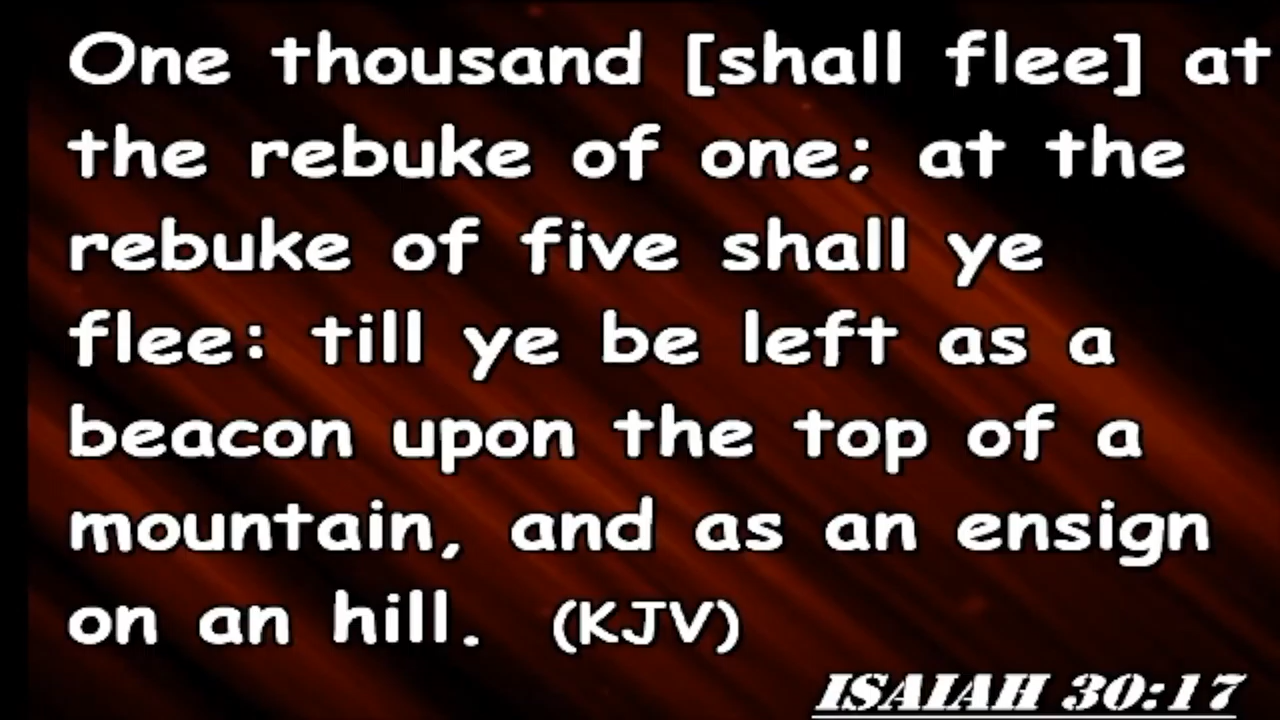 One thousand [shall flee] at
the rebuke of one; at the
rebuke of five shall ye
flee: till ye be left as a
beacon upon the top of a
mountain, and as an ensign
on an hill. (KJV)
ISAIAH 30:17